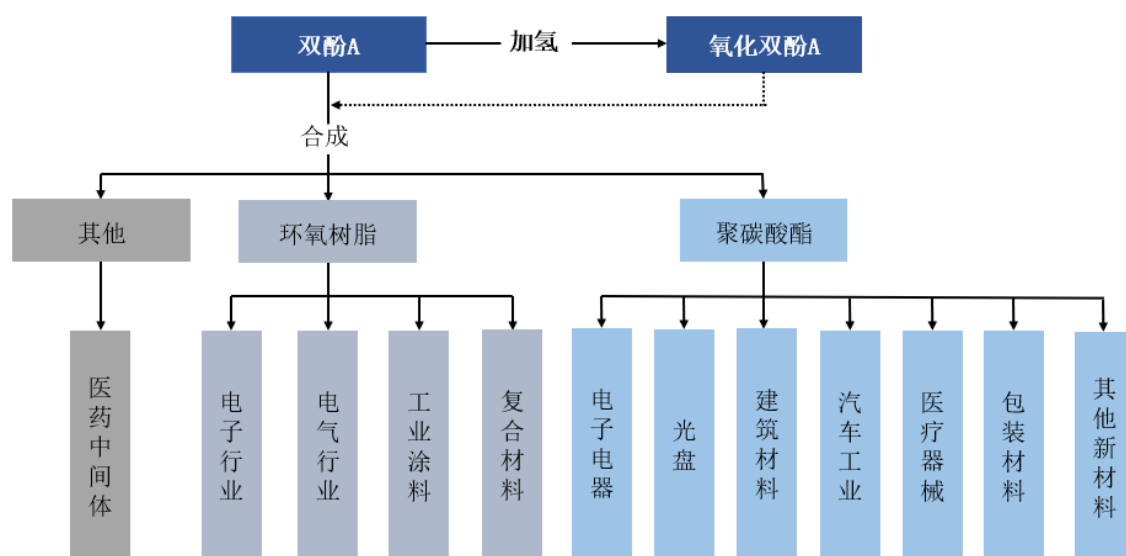 双酚A
加氢
氧化双酚A
合成
其他
环氧树脂
聚碳酸酯
医药中间体
电子行业
电气行业
工业涂料
复合材料
电子电器
光盘
建筑材料
汽车工业
医疗器械
包装材料
其他新材料